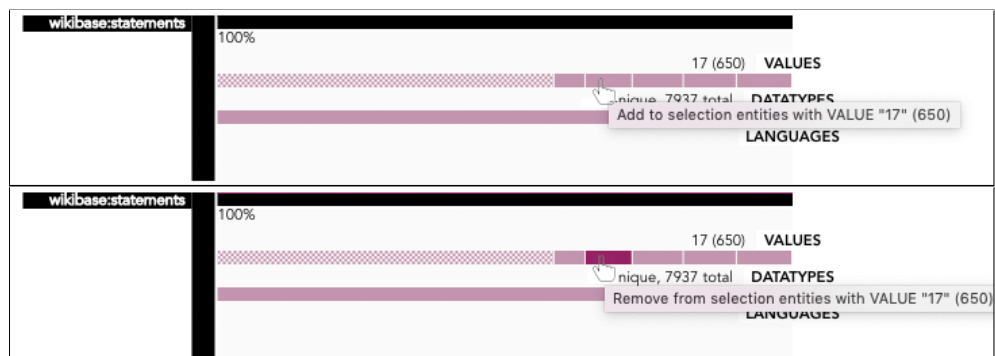 wikibase:statements
100%
17 (650) VALUES
nique, 7937 total DATATYPES
Add to selection entities with VALUE "17" (650)
LANGUAGES
wikibase:statements
100%
17 (650) VALUES
nique, 7937 total DATATYPES
Remove from selection entities with VALUE "17" (650)
LANGUAGES